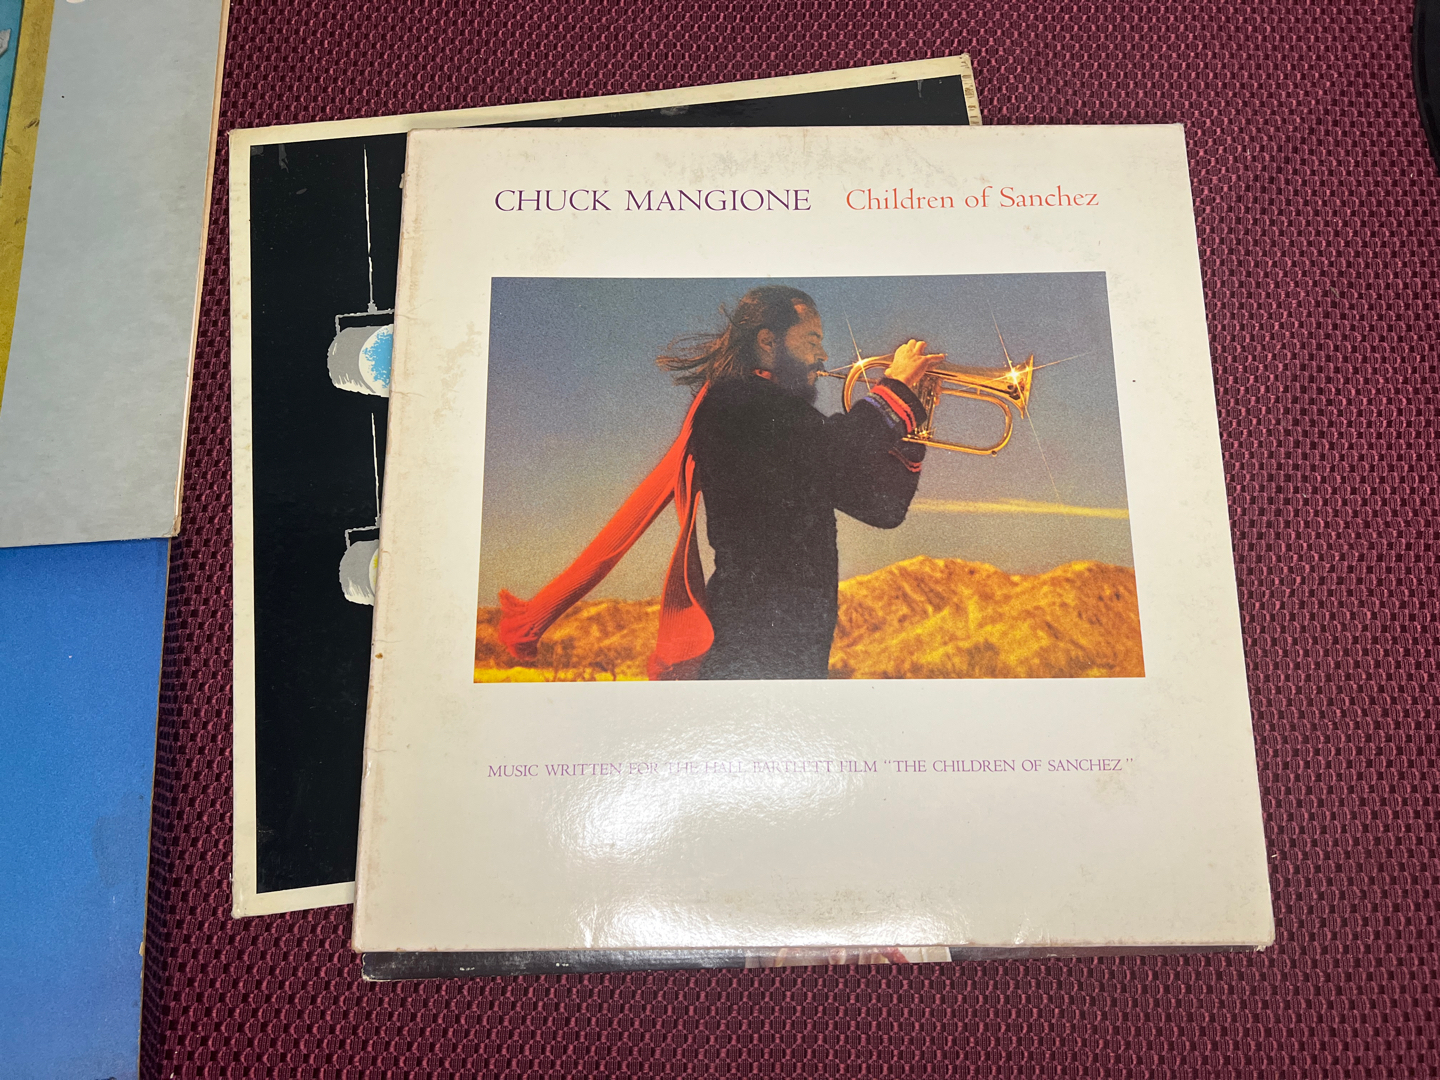 CHUCK MANGIONE Children of Sanchez
MUSIC WRITTEN FOR THE HALL BARTLETT FILM "THE CHILDREN OF SANCHEZ"